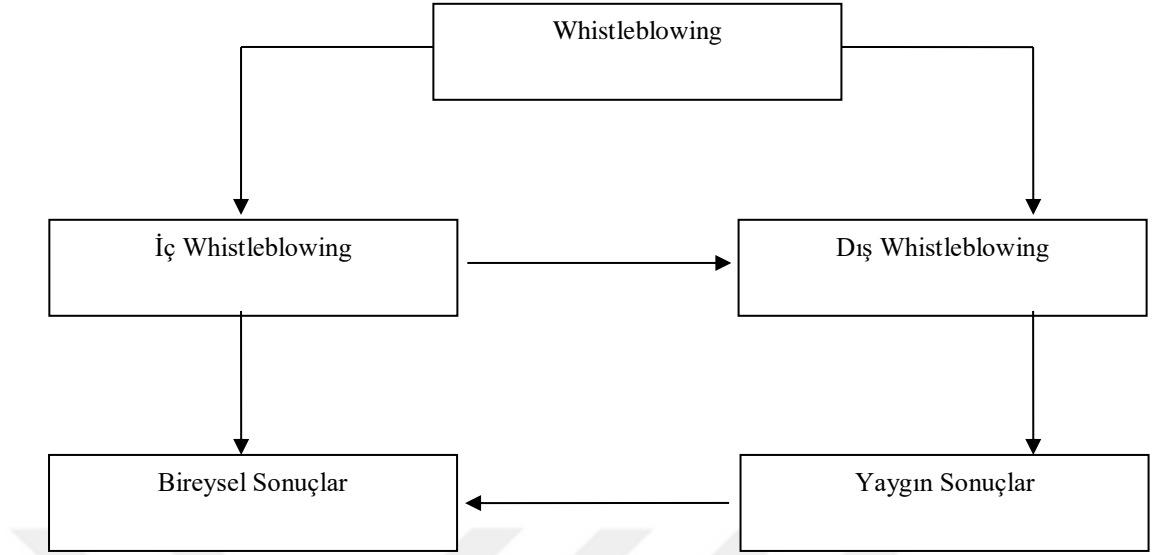 Whistleblowing
İç Whistleblowing
Dış Whistleblowing
Bireysel Sonuçlar
Yaygın Sonuçlar